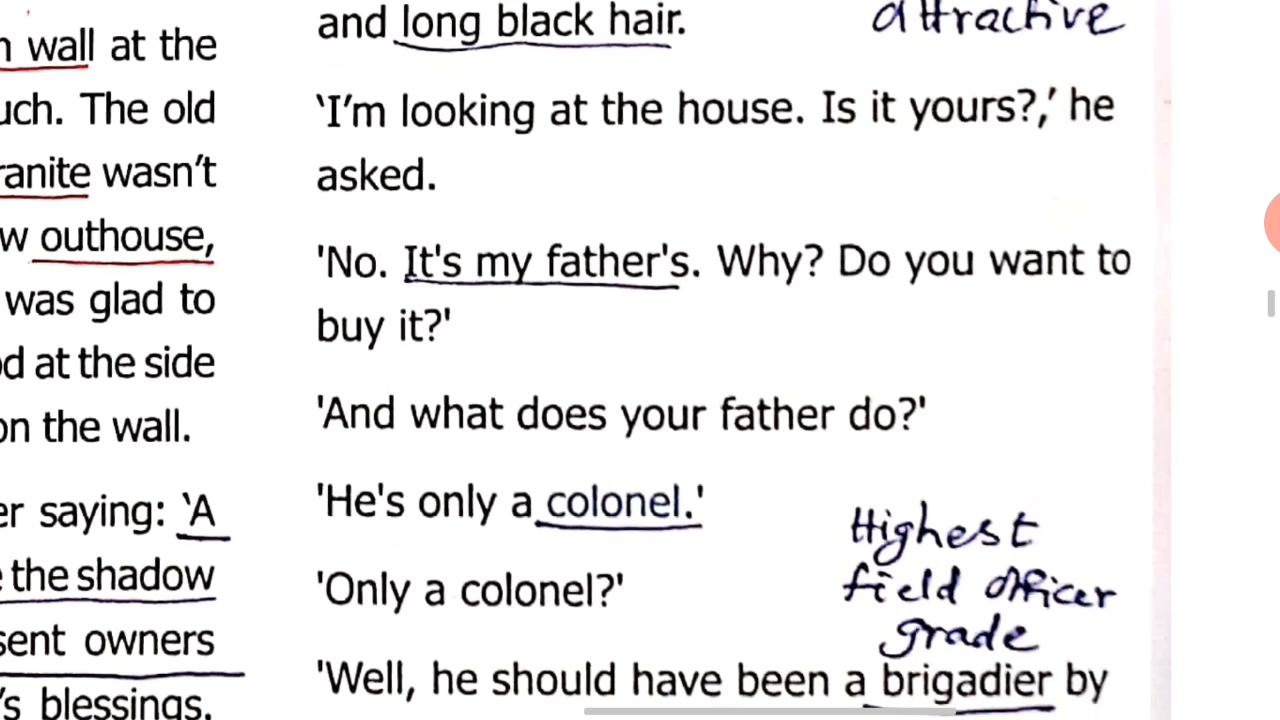 wall at the
The old
wasn't
outhouse,
was glad to
at the side
on the wall.
saying: 'A
the shadow
owners
's blessings.
and long black hair.
attractive
'I'm looking at the house. Is it yours?,' he
asked.
'No. It's my father's. Why? Do you want to
buy it?'
'And what does your father do?'
'He's only a colonel.'
'Only a colonel?'
Highest
field officer
grade
'Well, he should have been a brigadier by